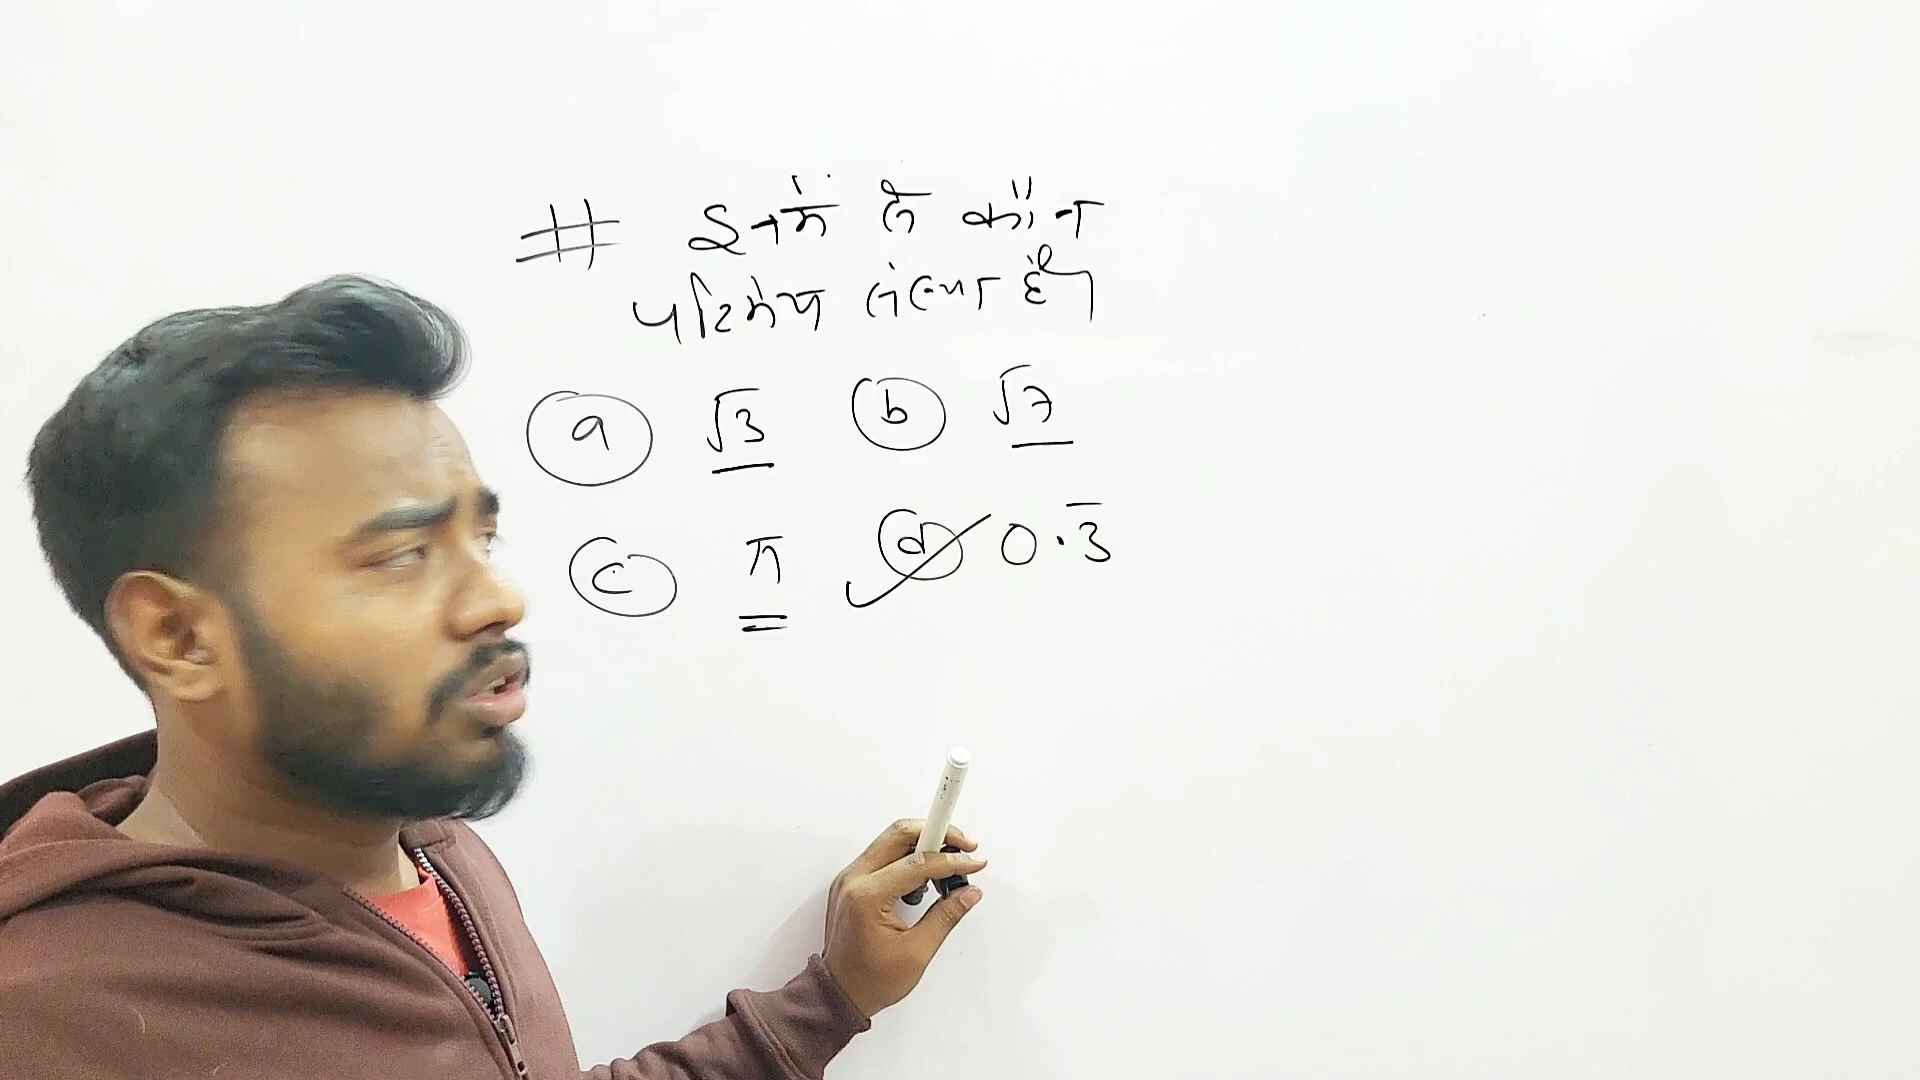 # इनमें से कौन
परिमेय संख्या हैं?
(a) √3 (b) √7
(c) π (d) 0.3̅